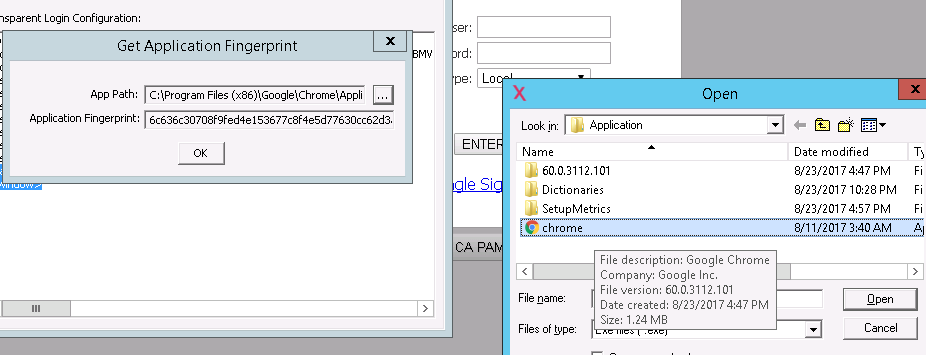 nsparent Login Configuration:
Get Application Fingerprint
X
BMV
App Path:
C:\Program Files (x86)\Google\Chrome\Appli
...
Application Fingerprint:
6c636c30708f9fed4e153677c8f4e5d77630cc62d3
OK
window>
ser:
ord:
ype:
Local
ENTER
gle Sig
CA PAM
Open
x
Look in:
Application
Name
Date modified
Ty
60.0.3112.101
8/23/2017 4:47 PM
Fi
Dictionaries
8/23/2017 10:28 PM
Fi
SetupMetrics
8/23/2017 4:57 PM
Fi
chrome
8/11/2017 3:40 AM
Ap
File description: Google Chrome
Company: Google Inc.
File version: 60.0.3112.101
Date created: 8/23/2017 4:47 PM
Size: 1.24 MB
File name:
Open
Files of type:
Exe files (*.exe)
Cancel